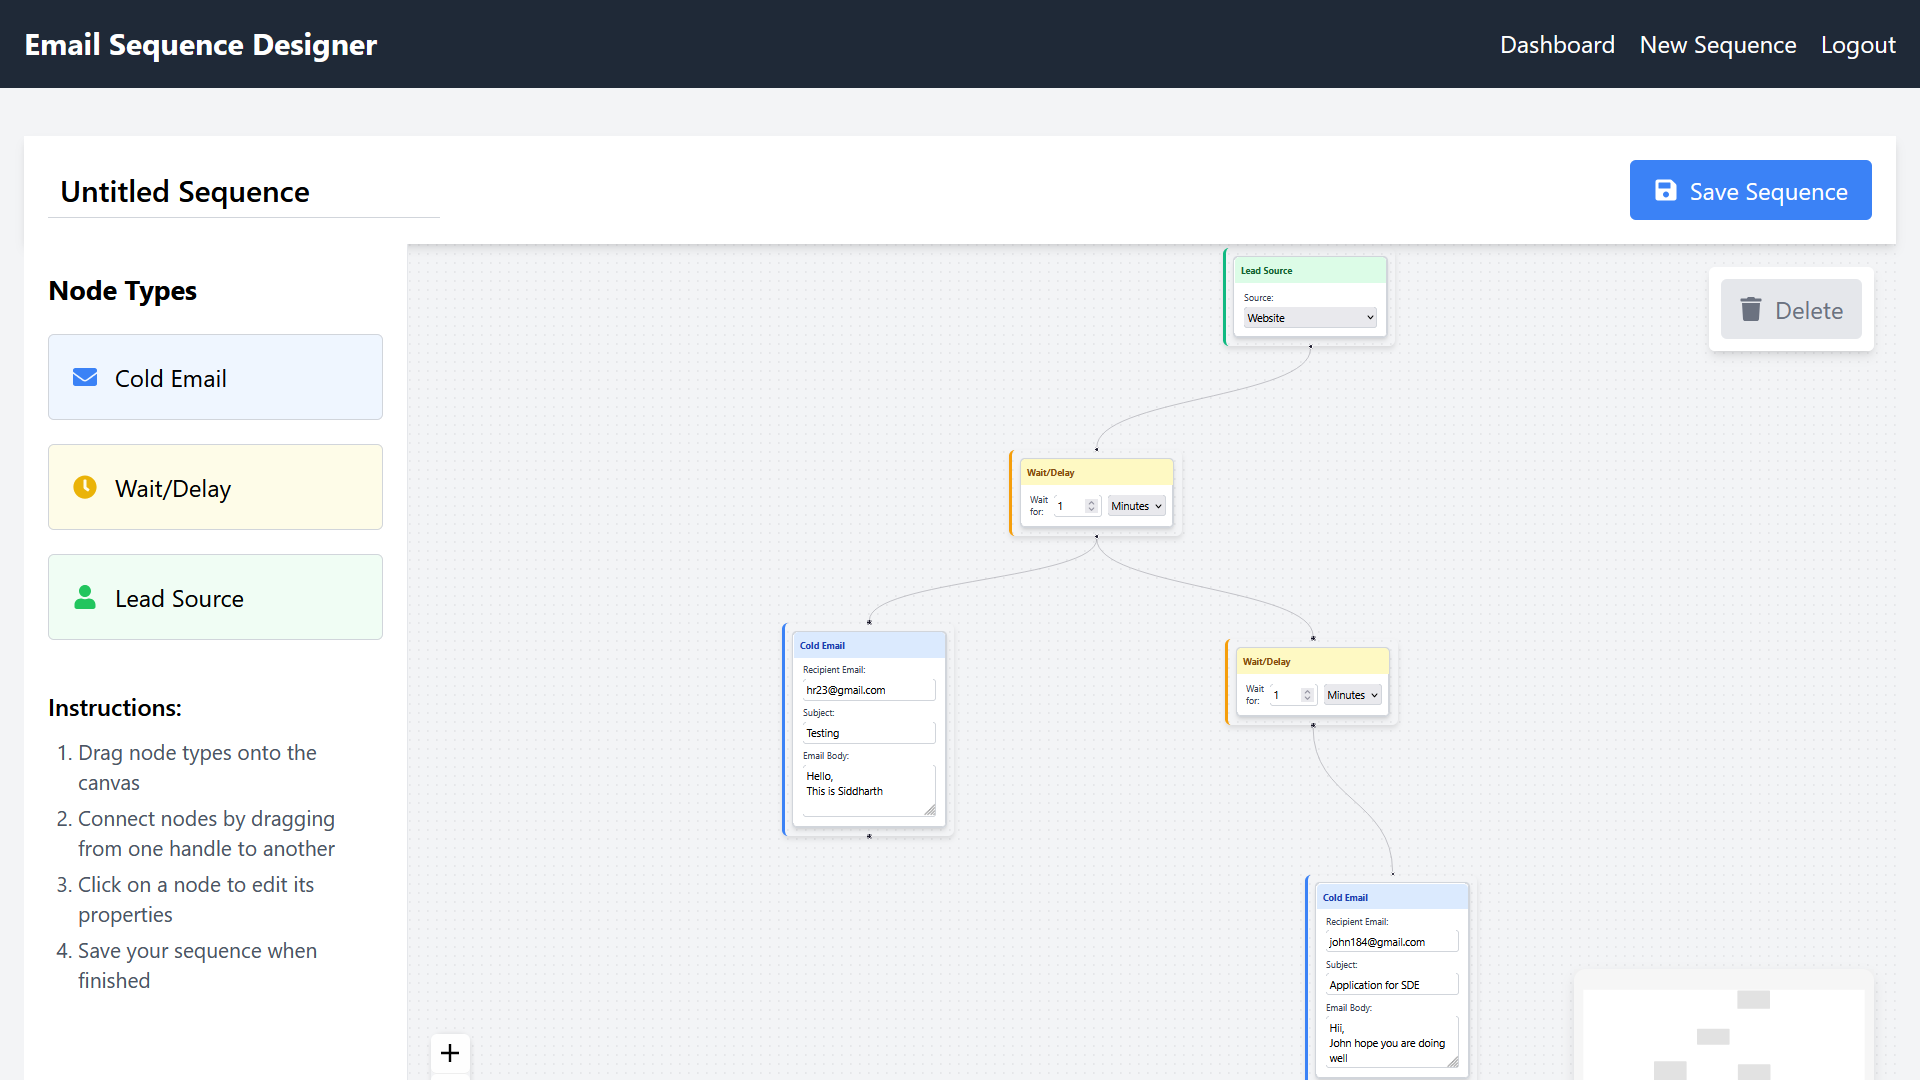 Email Sequence Designer
Dashboard New Sequence Logout
Untitled Sequence
Save Sequence
Node Types
Cold Email
Wait/Delay
Lead Source
Instructions:
1. Drag node types onto the
canvas
2. Connect nodes by dragging
from one handle to another
3. Click on a node to edit its
properties
4. Save your sequence when
finished
Lead Source
Source:
Website
Delete
Wait/Delay
Wait
for:
1
Minutes
Cold Email
Recipient Email:
hr23@gmail.com
Subject:
Testing
Email Body:
Hello,
This is Siddharth
Wait/Delay
Wait
for:
1
Minutes
Cold Email
Recipient Email:
john184@gmail.com
Subject:
Application for SDE
Email Body:
Hii,
John hope you are doing
well